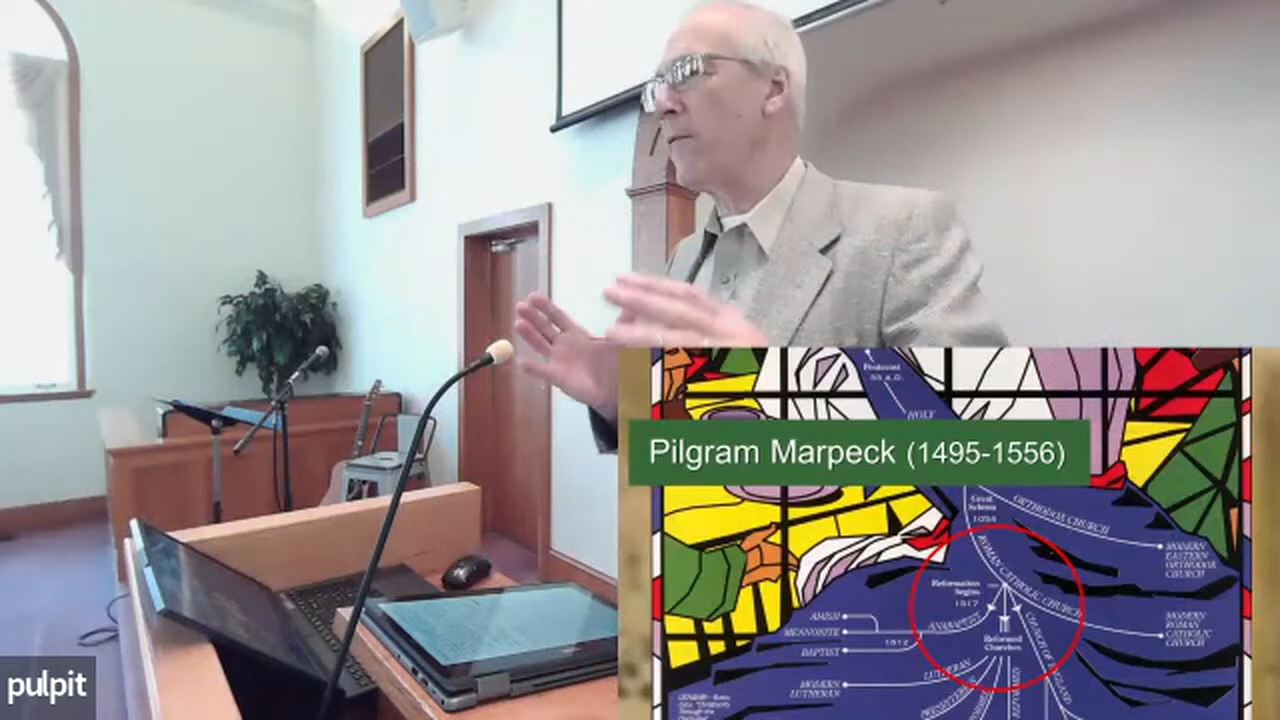 Pentecost
33 A.D.
HOLY
Pilgram Marpeck (1495-1556)
Great
Schism
1054
ORTHODOX CHURCH
MODERN
EASTERN
ORTHODOX
CHURCH
ROMAN CATHOLIC CHURCH
Reformation
begins
1517
AMISH
MENNONITE
ANABAPTIST
1612
BAPTIST
Reformed
Churches
CHURCH OF ENGLAND
MODERN
ROMAN
CATHOLIC
CHURCH
MODERN
LUTHERAN
LUTHERAN
PRESBYTERIAN
REFORMED
pulpit